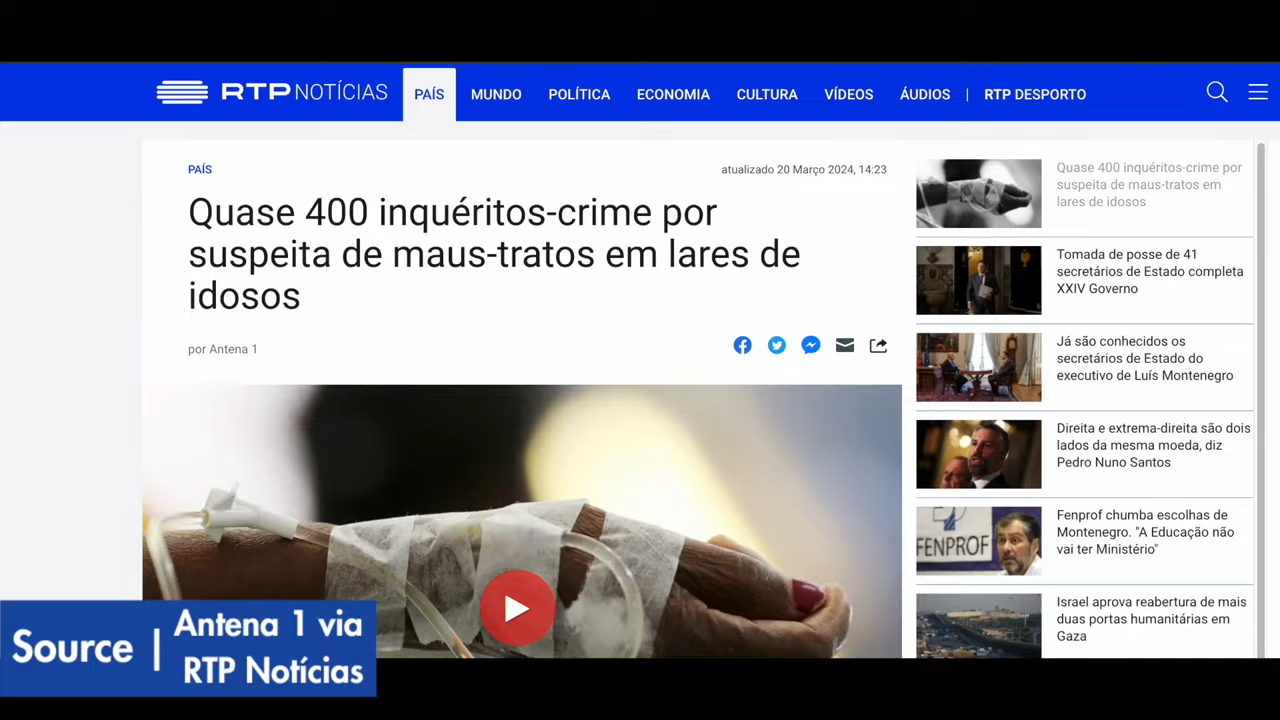 RTP NOTÍCIAS
PAÍS
MUNDO
POLÍTICA
ECONOMIA
CULTURA
VÍDEOS
ÁUDIOS
|
RTP DESPORTO
PAÍS
atualizado 20 Março 2024, 14:23
Quase 400 inquéritos-crime por
suspeita de maus-tratos em lares de
idosos
por Antena 1
Quase 400 inquéritos-crime por
suspeita de maus-tratos em
lares de idosos
Tomada de posse de 41
secretários de Estado completa
XXIV Governo
Já são conhecidos os
secretários de Estado do
executivo de Luís Montenegro
Direita e extrema-direita são dois
lados da mesma moeda, diz
Pedro Nuno Santos
FENPROF
Fenprof chumba escolhas de
Montenegro. "A Educação não
vai ter Ministério"
Israel aprova reabertura de mais
duas portas humanitárias em
Gaza
Source |
Antena 1 via
RTP Notícias